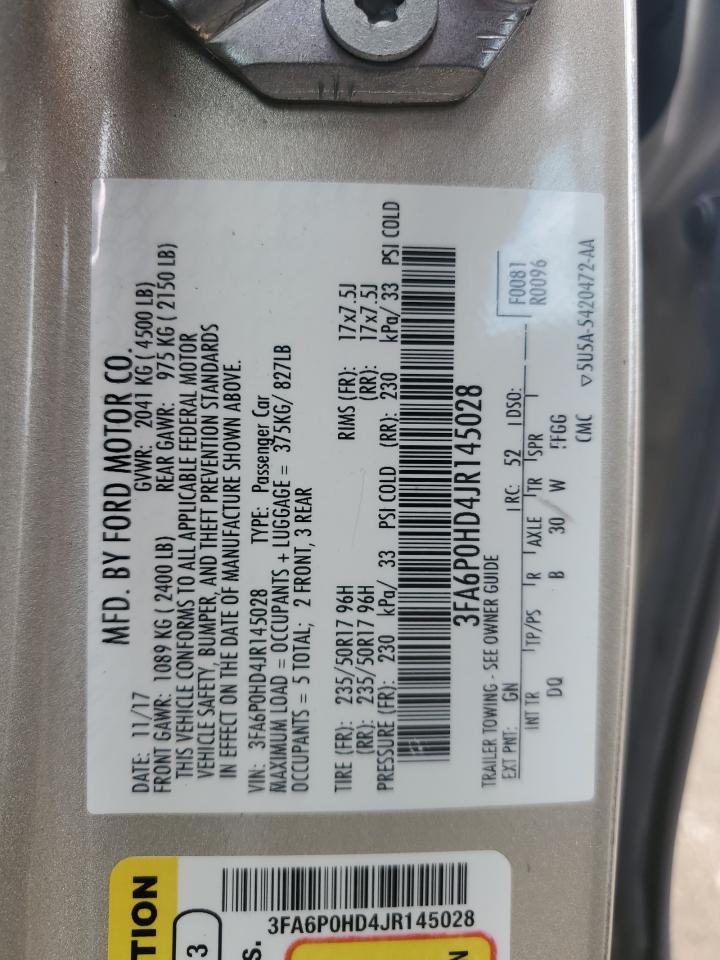 MFD. BY FORD MOTOR CO.
DATE: 11/17 GVWR: 2041 KG ( 4500 LB)
FRONT GAWR: 1089 KG ( 2400 LB) REAR GAWR: 975 KG ( 2150 LB)
THIS VEHICLE CONFORMS TO ALL APPLICABLE FEDERAL MOTOR
VEHICLE SAFETY, BUMPER, AND THEFT PREVENTION STANDARDS
IN EFFECT ON THE DATE OF MANUFACTURE SHOWN ABOVE.
VIN: 3FA6P0HD4JR145028 TYPE: Passenger Car
MAXIMUM LOAD = OCCUPANTS + LUGGAGE = 375KG/ 827LB
OCCUPANTS = 5 TOTAL; 2 FRONT, 3 REAR
TIRE (FR): 235/50R17 96H RIMS (FR): 17x7.5J
(RR): 235/50R17 96H (RR): 17x7.5J
PRESSURE (FR): 230 kPa/ 33 PSI COLD (RR): 230 kPa/ 33 PSI COLD
3FA6P0HD4JR145028
TRAILER TOWING - SEE OWNER GUIDE
EXT PNT: GN RC: 52 DSO: F0081
R0096
INT TR TP/PS R AXLE TR SPR
DQ B 30 W FFGG
CMC ▽5U5A-5420472-AA
TION
3
S.
3FA6P0HD4JR145028
N